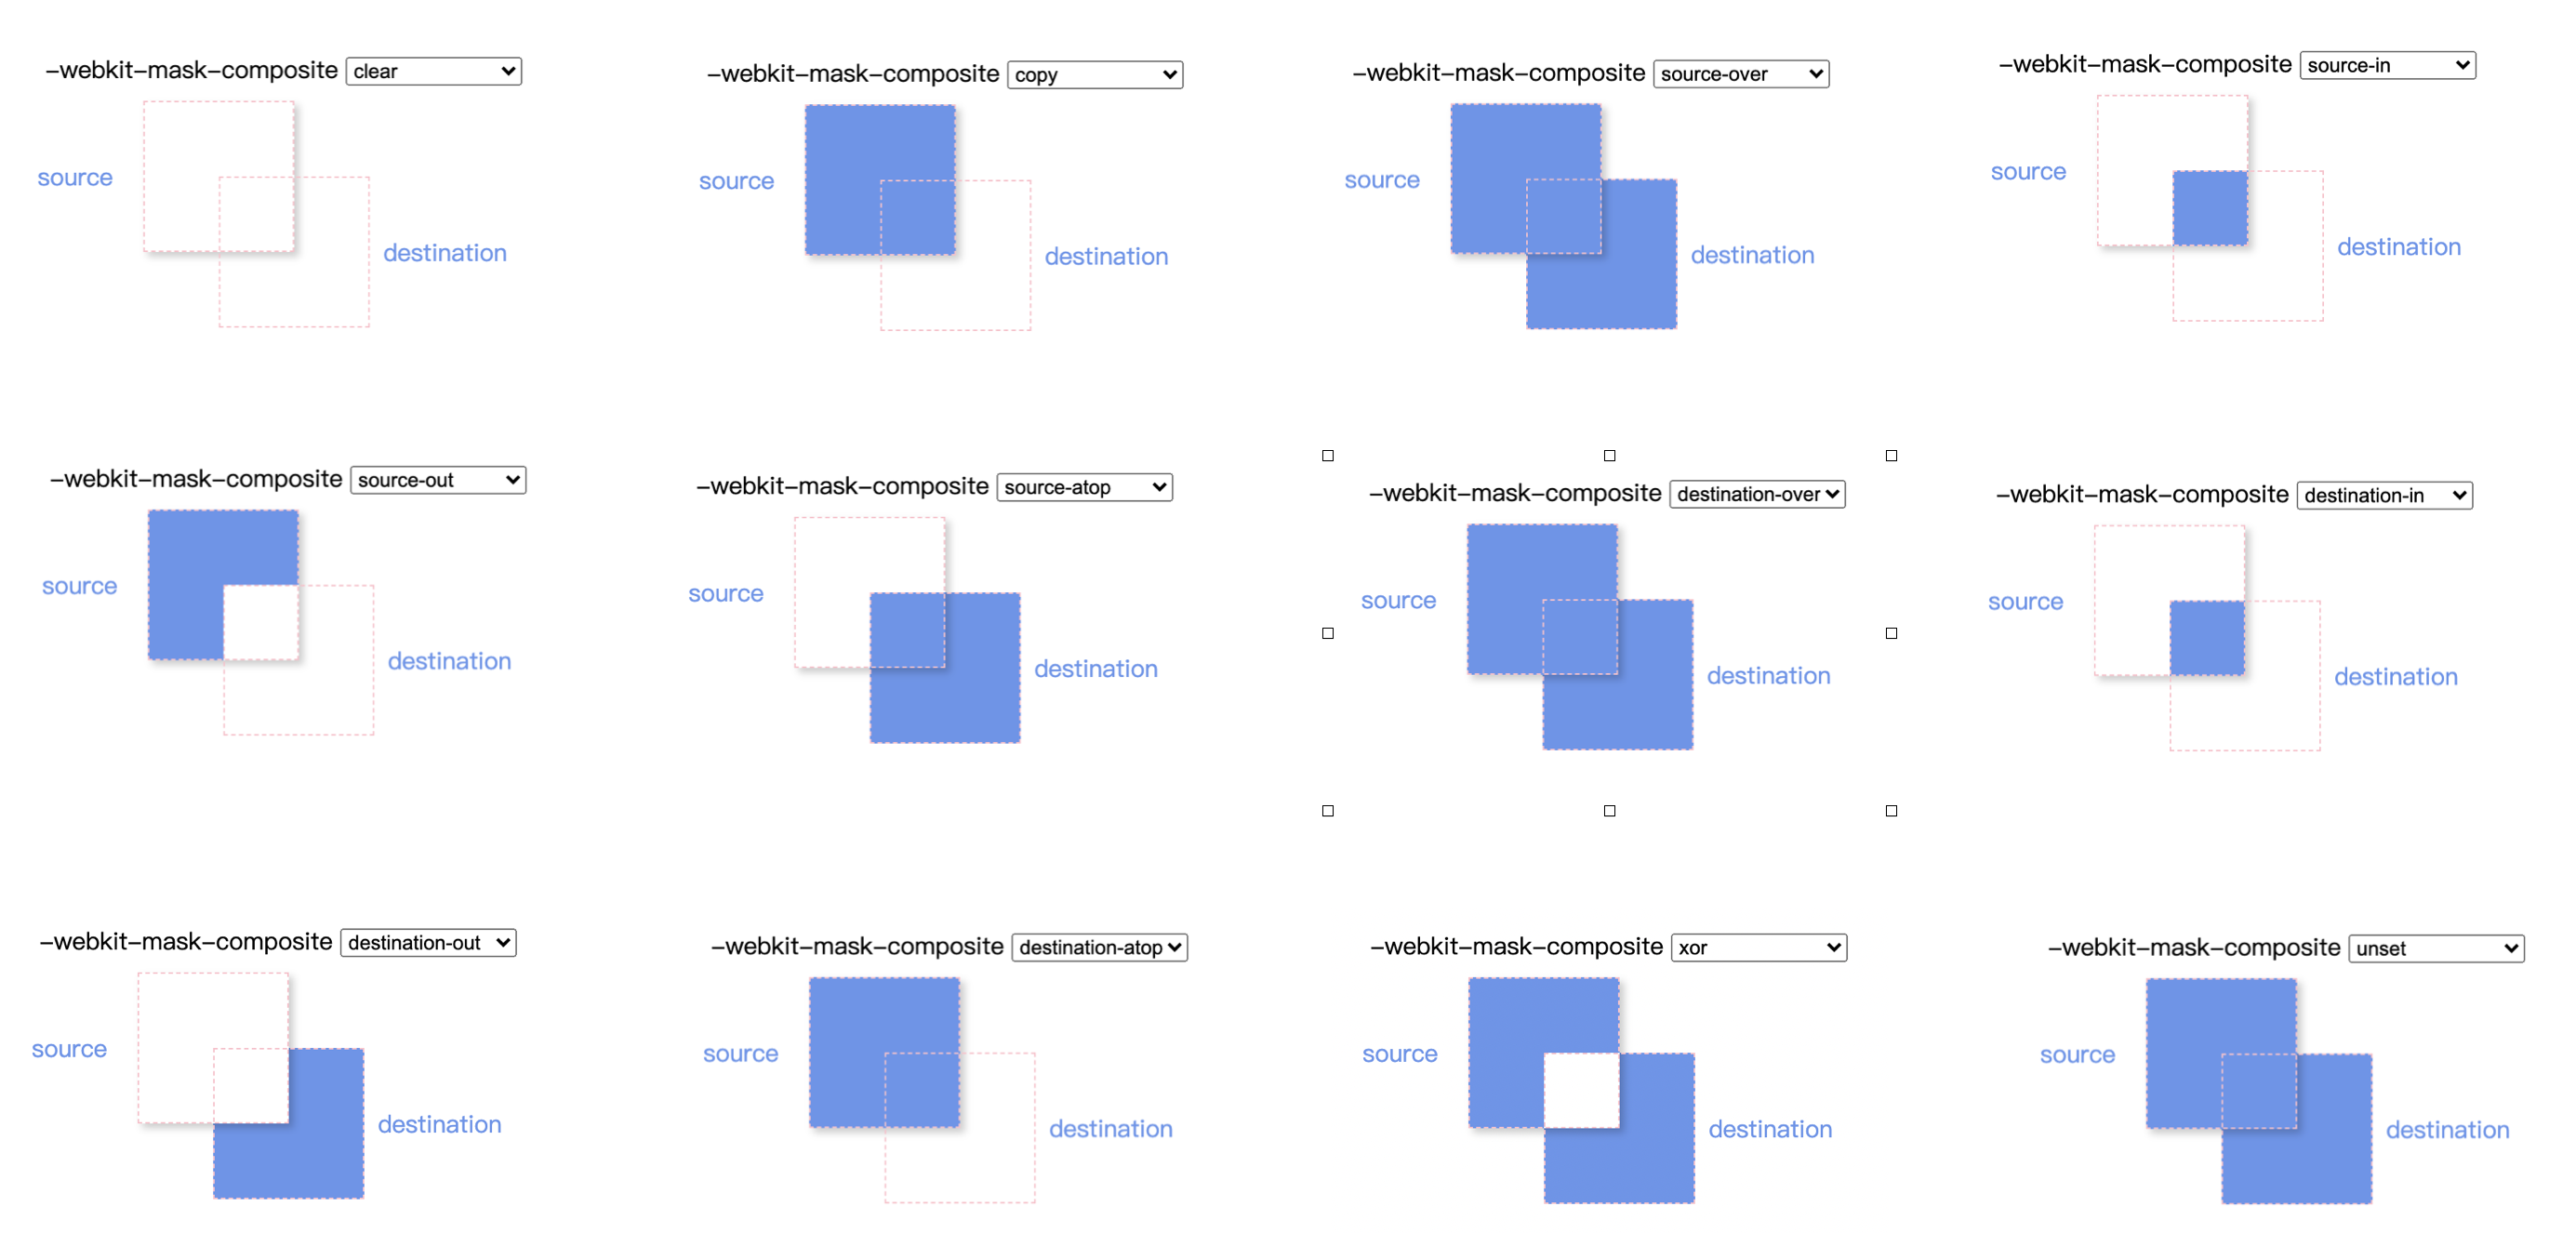 –webkit–mask–composite clear
source
destination
–webkit–mask–composite copy
source
destination
–webkit–mask–composite source-over
source
destination
–webkit–mask–composite source-in
source
destination
–webkit–mask–composite source-out
source
destination
–webkit–mask–composite source-atop
source
destination
–webkit–mask–composite destination-over
source
destination
–webkit–mask–composite destination-in
source
destination
–webkit–mask–composite destination-out
source
destination
–webkit–mask–composite destination-atop
source
destination
–webkit–mask–composite xor
source
destination
–webkit–mask–composite unset
source
destination